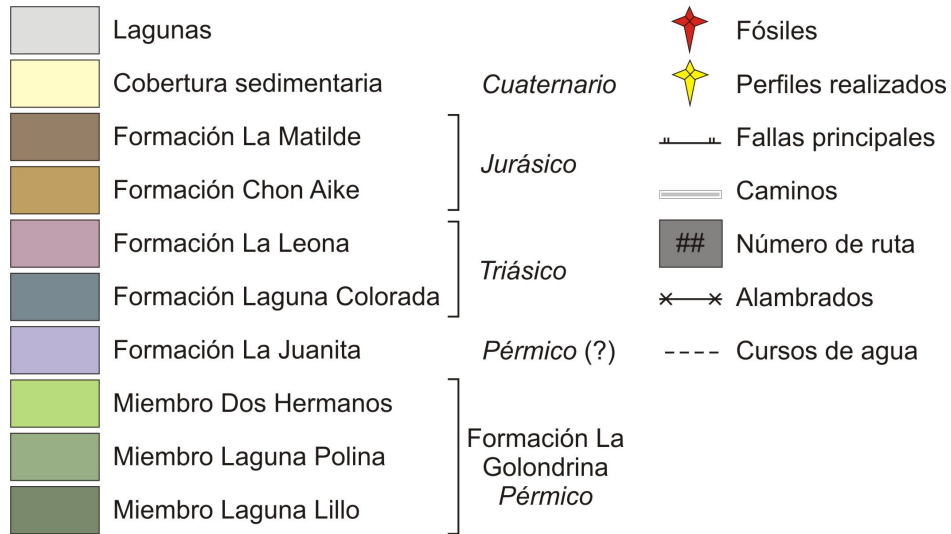 Lagunas
Cobertura sedimentaria
Cuaternario
Formación La Matilde
Formación Chon Aike
Jurásico
Formación La Leona
Formación Laguna Colorada
Triásico
Formación La Juanita
Pérmico (?)
Miembro Dos Hermanos
Miembro Laguna Polina
Miembro Laguna Lillo
Formación La
Golondrina
Pérmico
Fósiles
Perfiles realizados
Fallas principales
Caminos
##
Número de ruta
Alambrados
Cursos de agua